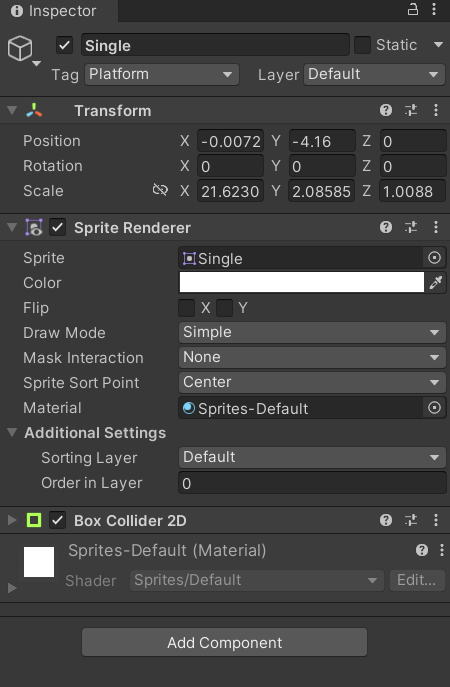 Inspector
Single Static
Tag Platform Layer Default
Transform
Position X -0.0072 Y -4.16 Z 0
Rotation X 0 Y 0 Z 0
Scale X 21.6230 Y 2.08585 Z 1.0088
Sprite Renderer
Sprite Single
Color
Flip X Y
Draw Mode Simple
Mask Interaction None
Sprite Sort Point Center
Material Sprites-Default
Additional Settings
Sorting Layer Default
Order in Layer 0
Box Collider 2D
Sprites-Default (Material)
Shader Sprites/Default Edit...
Add Component